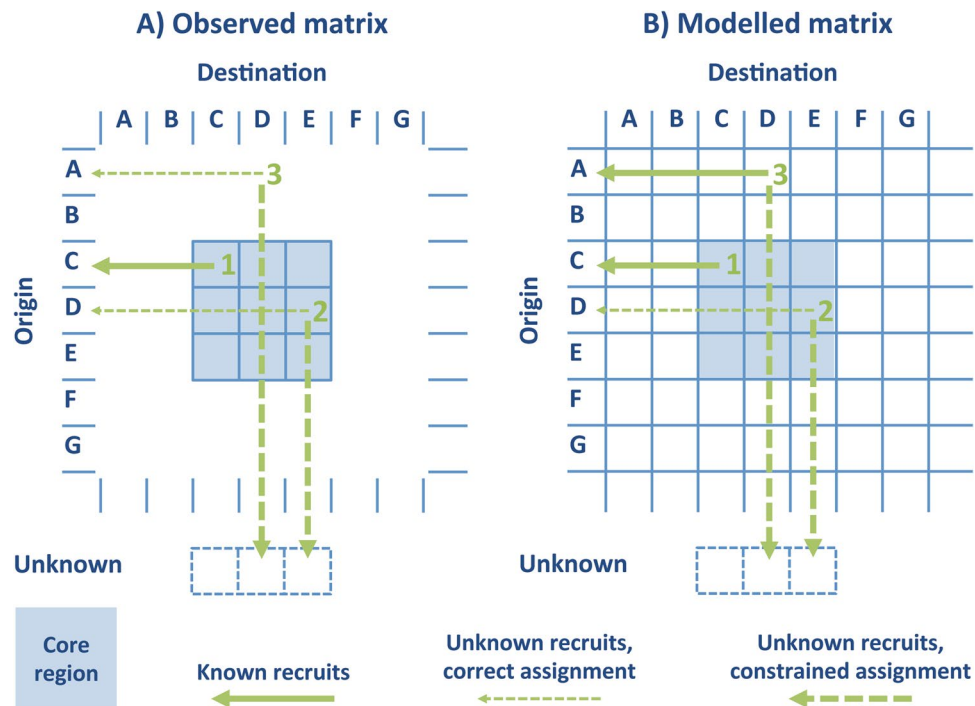 A) Observed matrix
Destination
A B C D E F G
Origin
A 3
B
C 1
D 2
E
F
G
Unknown
B) Modelled matrix
Destination
A B C D E F G
Origin
A 3
B
C 1
D 2
E
F
G
Unknown
Core
region
Known recruits
Unknown recruits,
correct assignment
Unknown recruits,
constrained assignment